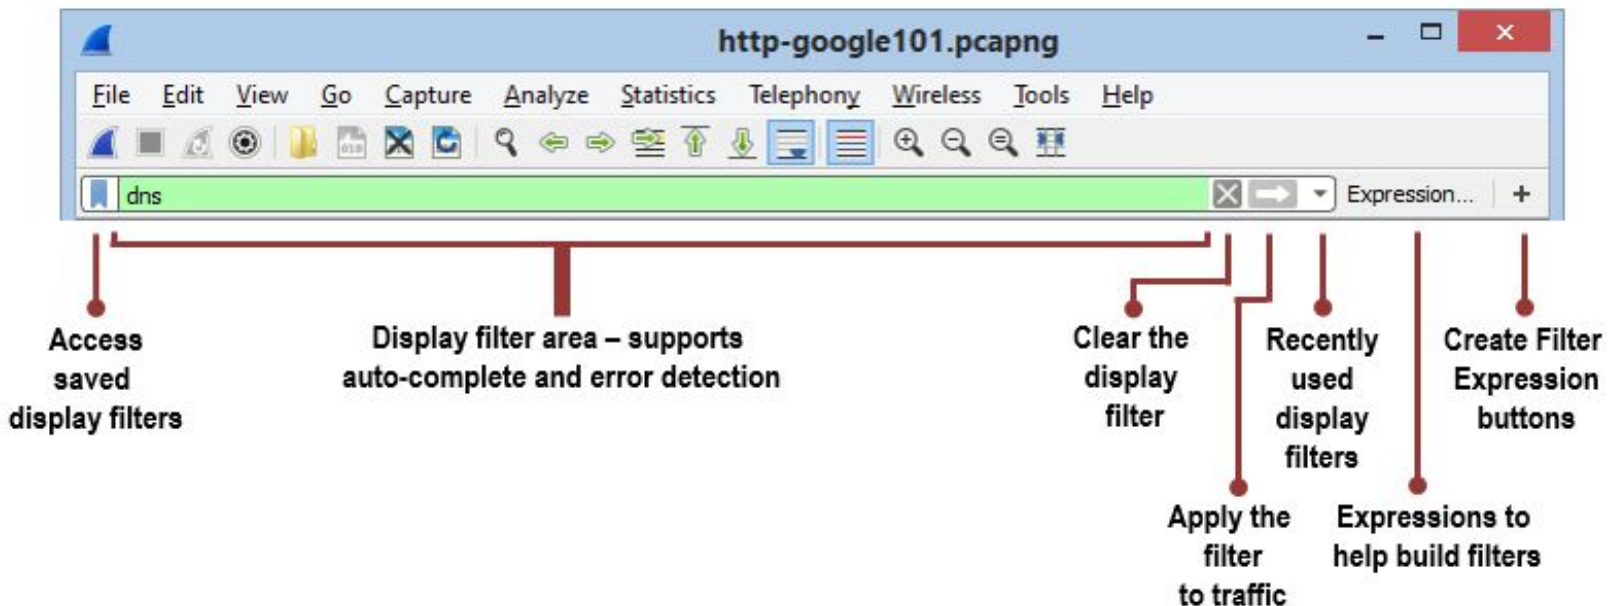 http-google101.pcapng
File Edit View Go Capture Analyze Statistics Telephony Wireless Tools Help
dns
Expression...
Access
saved
display filters
Display filter area – supports
auto-complete and error detection
Clear the
display
filter
Apply the
filter
to traffic
Recently
used
display
filters
Expressions to
help build filters
Create Filter
Expression
buttons